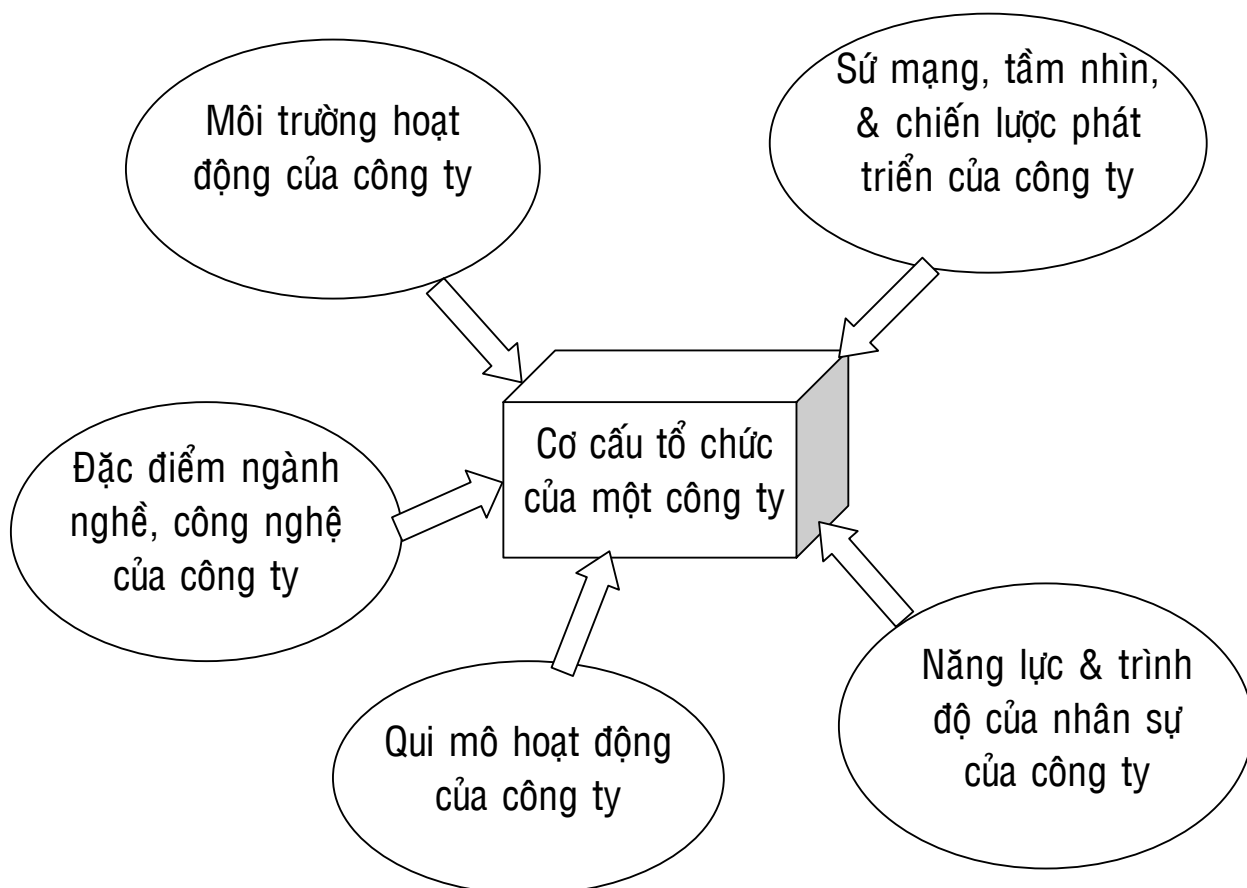 Môi trường hoạt
động của công ty
Sứ mạng, tầm nhìn,
& chiến lược phát
triển của công ty
Cơ cấu tổ chức
của một công ty
Đặc điểm ngành
nghề, công nghệ
của công ty
Năng lực & trình
độ của nhân sự
của công ty
Qui mô hoạt động
của công ty